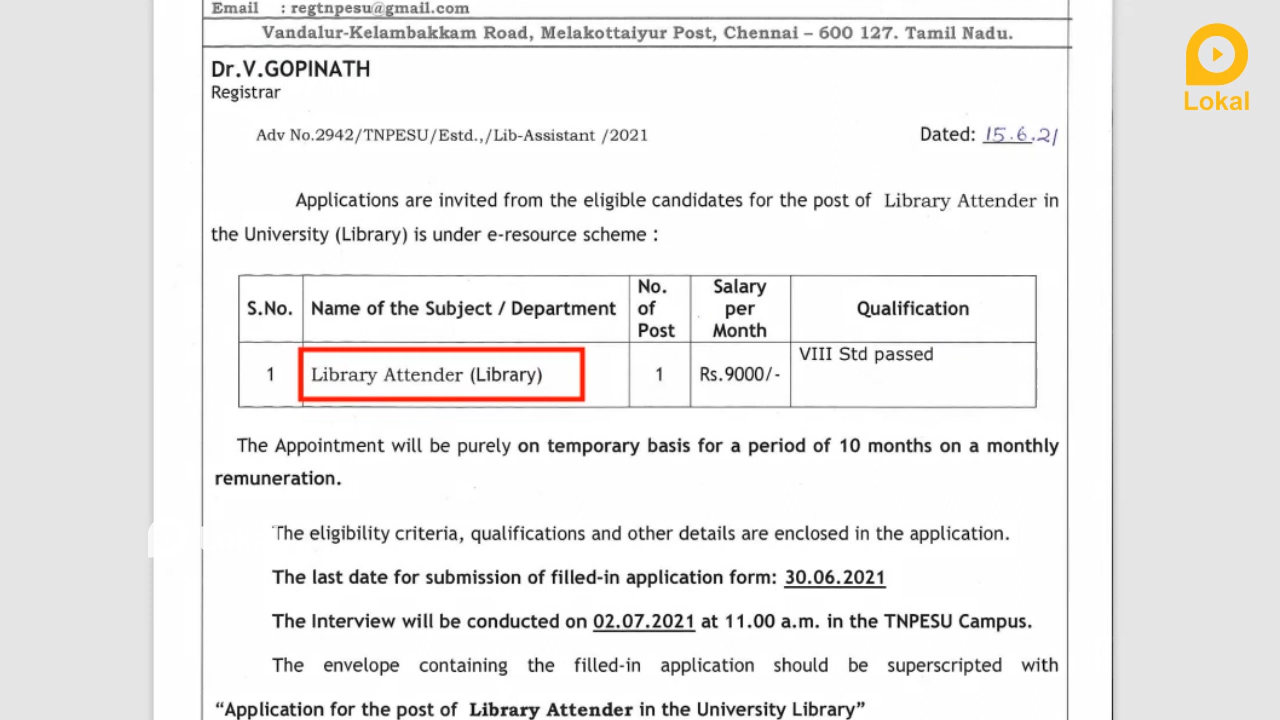 Email : regtnpesu@gmail.com
Vandalur-Kelambakkam Road, Melakottaiyur Post, Chennai – 600 127. Tamil Nadu.
Lokal
Dr.V.GOPINATH
Registrar
Adv No.2942/TNPESU/Estd.,/Lib-Assistant /2021 Dated: 15.6.21
Applications are invited from the eligible candidates for the post of Library Attender in
the University (Library) is under e-resource scheme :
S.No. Name of the Subject / Department No. of Post Salary per Month Qualification
1 Library Attender (Library) 1 Rs.9000/- VIII Std passed
The Appointment will be purely on temporary basis for a period of 10 months on a monthly
remuneration.
The eligibility criteria, qualifications and other details are enclosed in the application.
The last date for submission of filled-in application form: 30.06.2021
The Interview will be conducted on 02.07.2021 at 11.00 a.m. in the TNPESU Campus.
The envelope containing the filled-in application should be superscripted with
“Application for the post of Library Attender in the University Library”